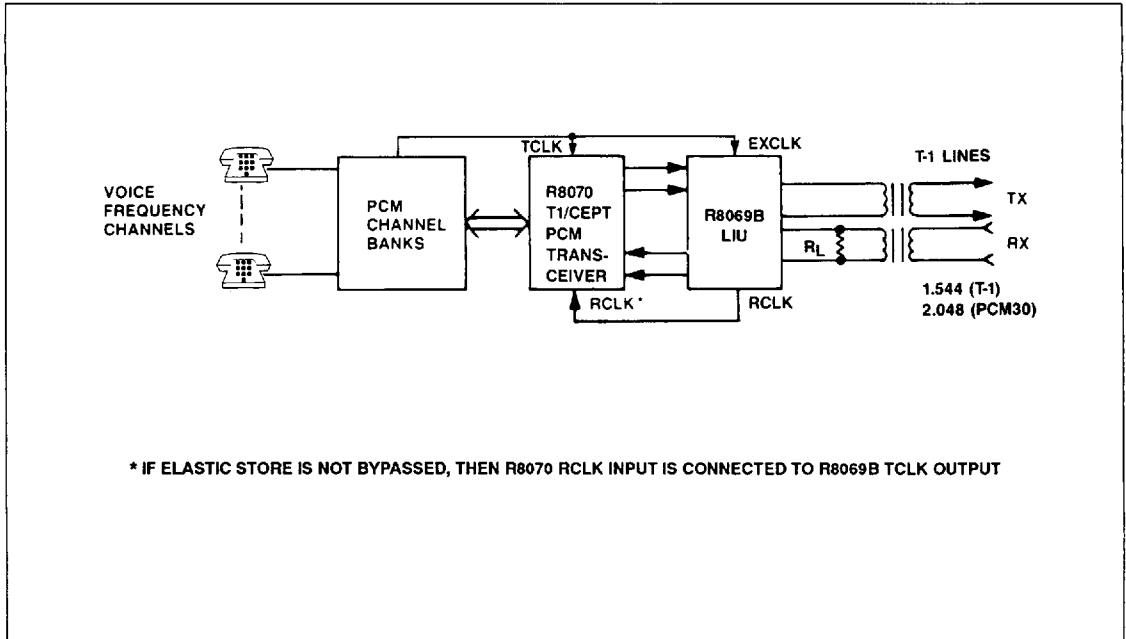 VOICE
FREQUENCY
CHANNELS
PCM
CHANNEL
BANKS
TCLK
R8070
T1/CEPT
PCM
TRANS-
CEIVER
RCLK*
EXCLK
R8069B
LIU
RCLK
RL
T-1 LINES
TX
RX
1.544 (T-1)
2.048 (PCM30)
* IF ELASTIC STORE IS NOT BYPASSED, THEN R8070 RCLK INPUT IS CONNECTED TO R8069B TCLK OUTPUT